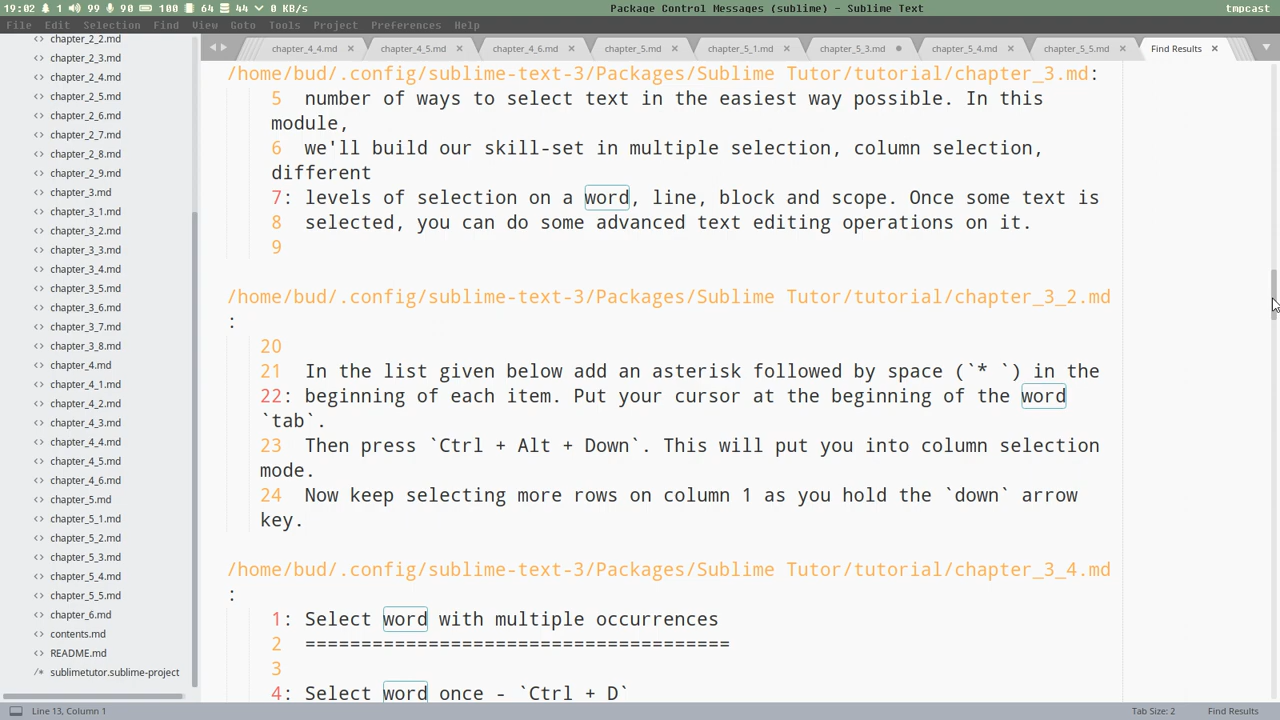 19:02 1 99 90 100 64 44 0 KB/s Package Control Messages (sublime) - Sublime Text tmpcast
File Edit Selection Find View Goto Tools Project Preferences Help
chapter_4_4.md chapter_4_5.md chapter_4_6.md chapter_5.md chapter_5_1.md chapter_5_3.md chapter_5_4.md chapter_5_5.md Find Results
chapter_2_2.md
chapter_2_3.md
chapter_2_4.md
chapter_2_5.md
chapter_2_6.md
chapter_2_7.md
chapter_2_8.md
chapter_2_9.md
chapter_3.md
chapter_3_1.md
chapter_3_2.md
chapter_3_3.md
chapter_3_4.md
chapter_3_5.md
chapter_3_6.md
chapter_3_7.md
chapter_3_8.md
chapter_4.md
chapter_4_1.md
chapter_4_2.md
chapter_4_3.md
chapter_4_4.md
chapter_4_5.md
chapter_4_6.md
chapter_5.md
chapter_5_1.md
chapter_5_2.md
chapter_5_3.md
chapter_5_4.md
chapter_5_5.md
chapter_6.md
contents.md
README.md
/* sublimetutor.sublime-project
/home/bud/.config/sublime-text-3/Packages/Sublime Tutor/tutorial/chapter_3.md:
5 number of ways to select text in the easiest way possible. In this
module,
6 we'll build our skill-set in multiple selection, column selection,
different
7: levels of selection on a word, line, block and scope. Once some text is
8 selected, you can do some advanced text editing operations on it.
9
/home/bud/.config/sublime-text-3/Packages/Sublime Tutor/tutorial/chapter_3_2.md
:
20
21 In the list given below add an asterisk followed by space (`* `) in the
22: beginning of each item. Put your cursor at the beginning of the word
`tab`.
23 Then press `Ctrl + Alt + Down`. This will put you into column selection
mode.
24 Now keep selecting more rows on column 1 as you hold the `down` arrow
key.
/home/bud/.config/sublime-text-3/Packages/Sublime Tutor/tutorial/chapter_3_4.md
:
1: Select word with multiple occurrences
2 ======================================
3
4: Select word once - `Ctrl + D`
Line 13, Column 1 Tab Size: 2 Find Results